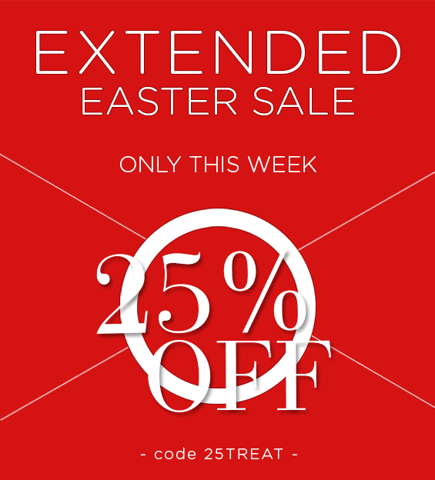 EXTENDED
EASTER SALE
ONLY THIS WEEK
25%
OFF
- code 25TREAT -